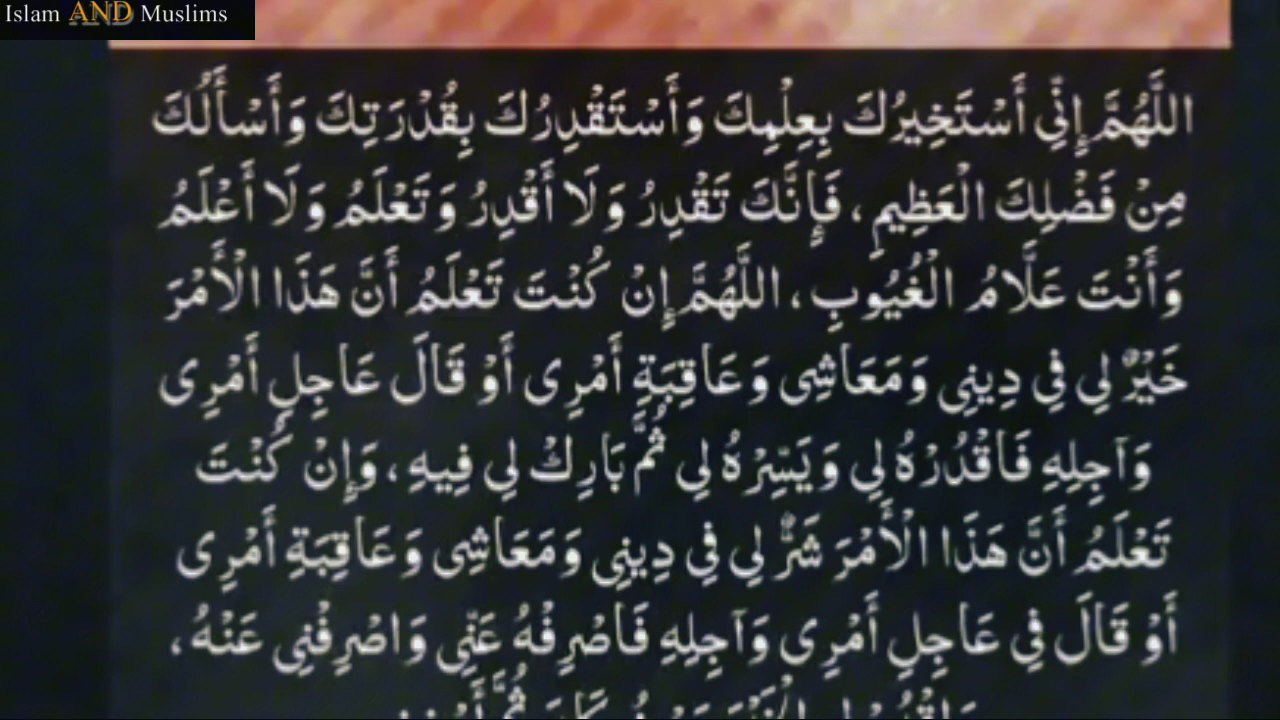 Islam AND Muslims
اللَّهُمَّ إِنِّي أَسْتَخِيرُكَ بِعِلْمِكَ وَأَسْتَقْدِرُكَ بِقُدْرَتِكَ وَأَسْأَلُكَ
مِنْ فَضْلِكَ الْعَظِيمِ، فَإِنَّكَ تَقْدِرُ وَلَا أَقْدِرُ وَتَعْلَمُ وَلَا أَعْلَمُ
وَأَنْتَ عَلَّامُ الْغُيُوبِ، اللَّهُمَّ إِنْ كُنْتَ تَعْلَمُ أَنَّ هَذَا الْأَمْرَ
خَيْرٌ لِي فِي دِينِي وَمَعَاشِي وَعَاقِبَةِ أَمْرِي أَوْ قَالَ عَاجِلِ أَمْرِي
وَآجِلِهِ فَاقْدُرْهُ لِي وَيَسِّرْهُ لِي ثُمَّ بَارِكْ لِي فِيهِ، وَإِنْ كُنْتَ
تَعْلَمُ أَنَّ هَذَا الْأَمْرَ شَرٌّ لِي فِي دِينِي وَمَعَاشِي وَعَاقِبَةِ أَمْرِي
أَوْ قَالَ فِي عَاجِلِ أَمْرِي وَآجِلِهِ فَاصْرِفْهُ عَنِّي وَاصْرِفْنِي عَنْهُ،